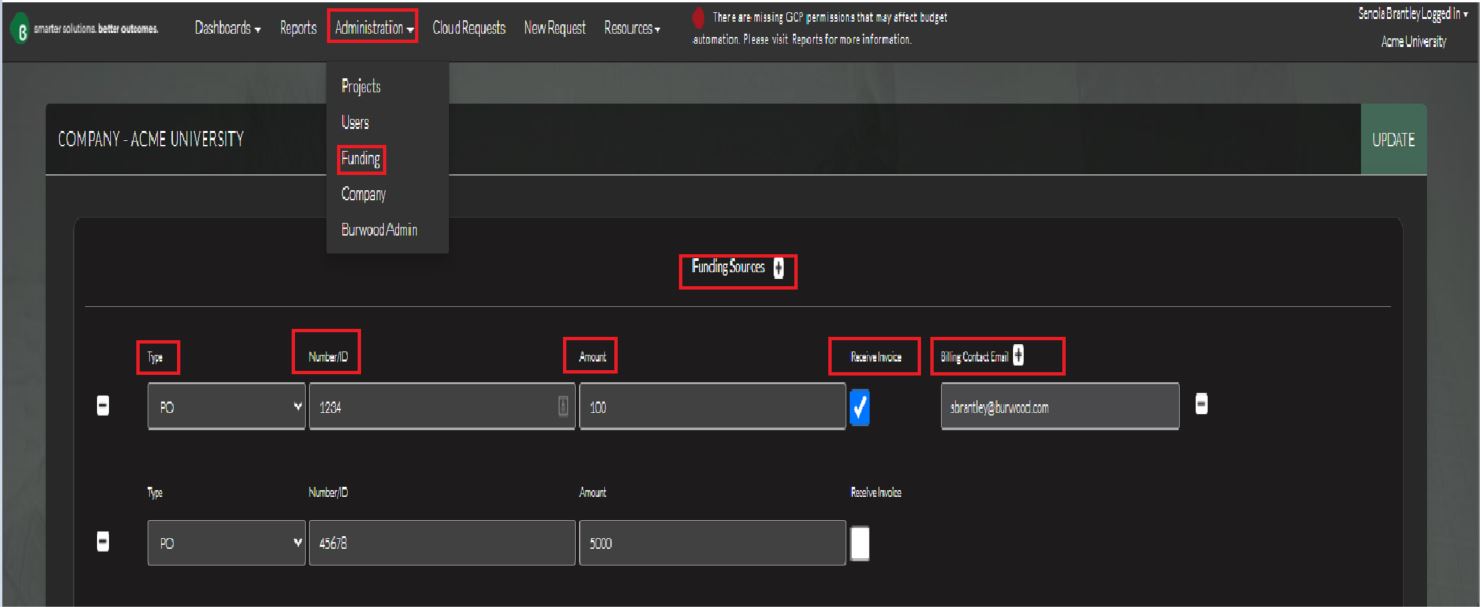 B smarter solutions. better outcomes. Dashboards Reports Administration Cloud Requests New Request Resources There are missing GCP permissions that may affect budget
automation. Please visit Reports for more information.
Senola Brantley Logged In
Acme University
Projects
Users
Funding
Company
Burwood Admin
COMPANY - ACME UNIVERSITY UPDATE
Funding Sources +
Type Number/ID Amount Receive Invoice Billing Contact Email +
PO 1234 100 sbrantley@burwood.com
Type Number/ID Amount Receive Invoice
PO 45678 5000